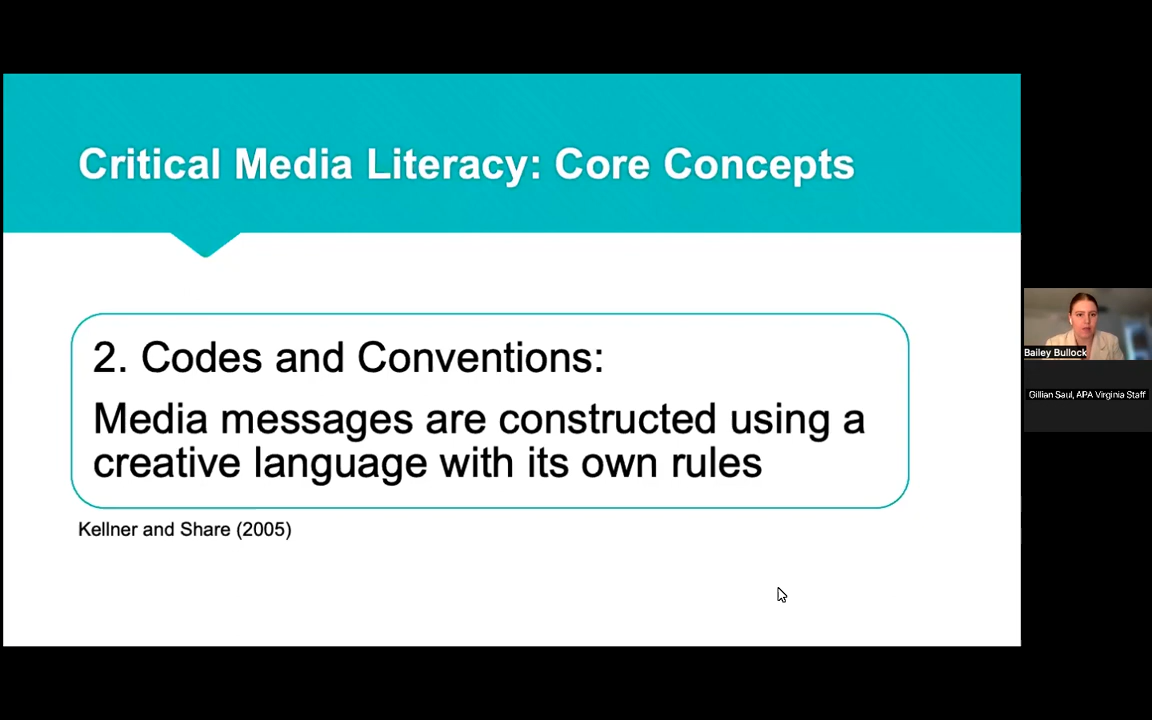 Critical Media Literacy: Core Concepts
2. Codes and Conventions:
Media messages are constructed using a
creative language with its own rules
Kellner and Share (2005)
Bailey Bullock
Gillian Saul, APA Virginia Staff